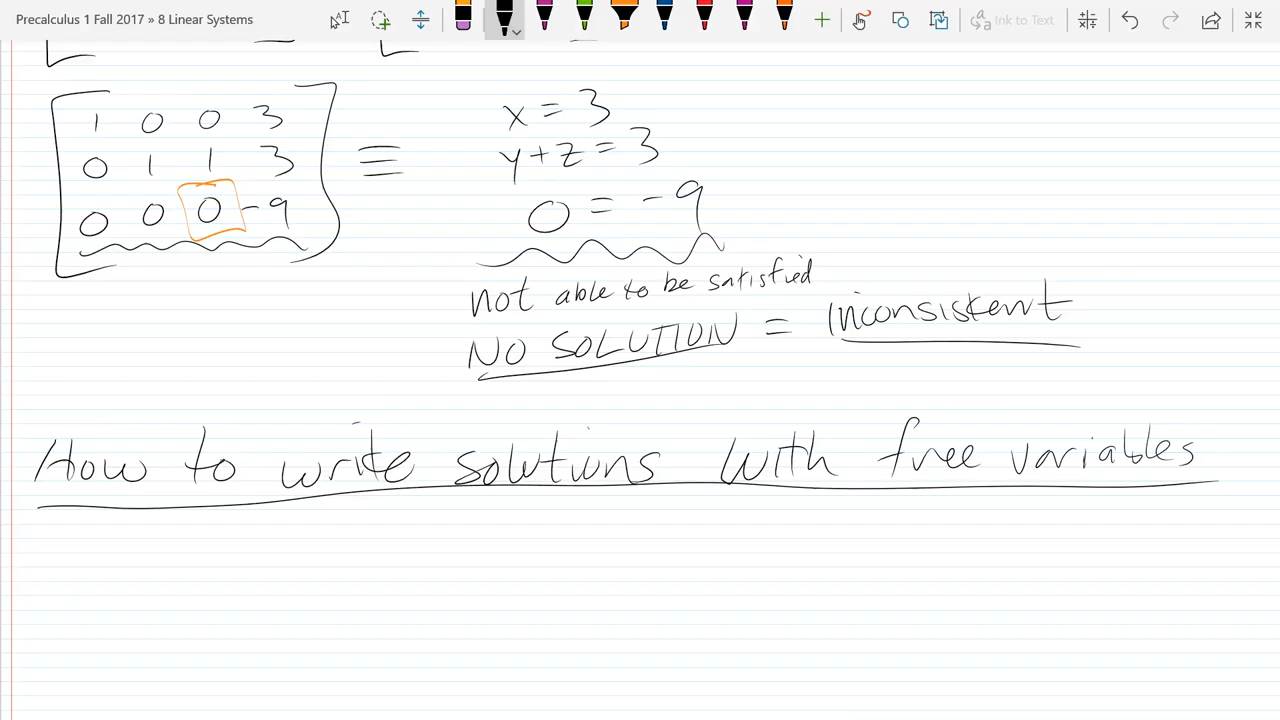 Precalculus 1 Fall 2017 » 8 Linear Systems
Ink to Text
1 0 0 3
0 1 1 3
0 0 0 -9
≡
x = 3
y + z = 3
0 = -9
not able to be satisfied
NO SOLUTION = inconsistent
How to write solutions with free variables